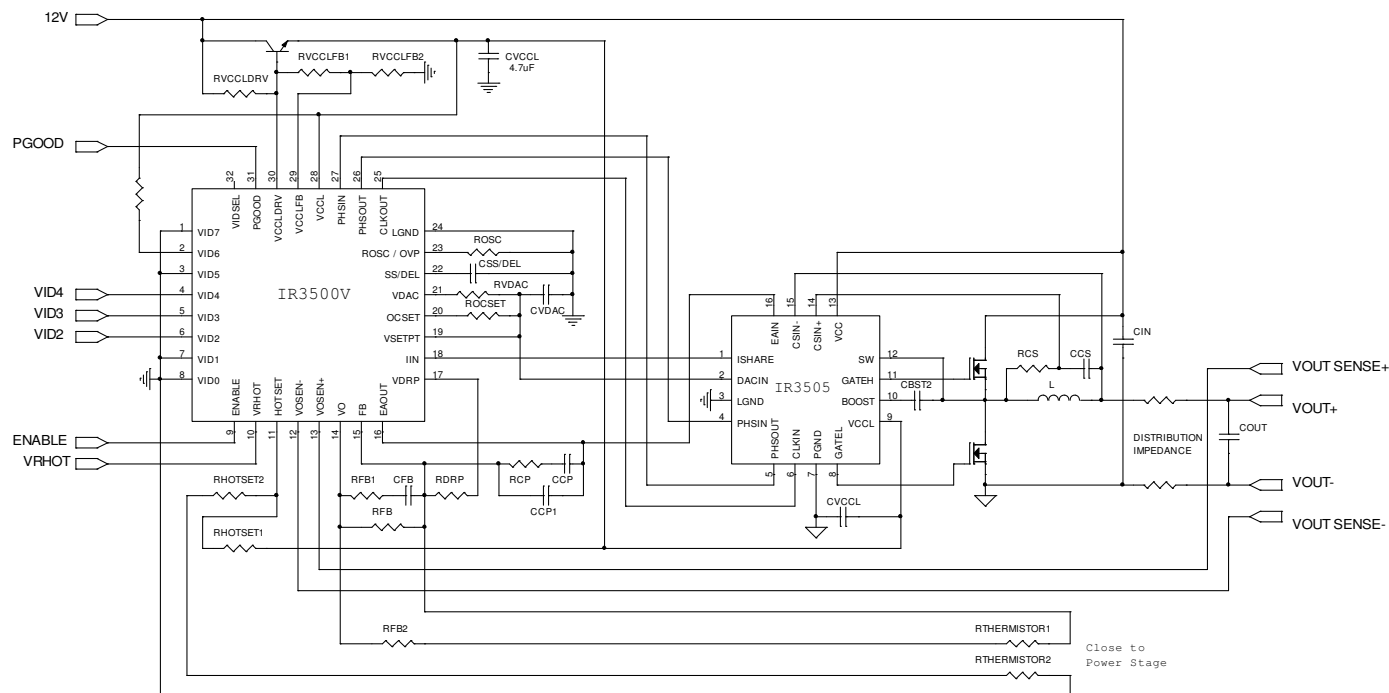 12V
RVCCLFB1
RVCCLFB2
CVCCL
4.7uF
RVCCLDRV
PGOOD
32
31
30
29
28
27
26
25
VIDSEL
PGOOD
VCCLDRV
VCCLFB
VCCL
PHSIN
PHSOUT
CLKOUT
1
VID7
2
VID6
3
VID5
4
VID4
5
VID3
6
VID2
7
VID1
8
VID0
VID4
VID3
VID2
IR3500V
LGND
24
ROSC / OVP
23
ROSC
SS/DEL
22
CSS/DEL
VDAC
21
RVDAC
CVDAC
OCSET
20
ROCSET
VSETPT
19
IIN
18
VDRP
17
ENABLE
VRHOT
HOTSET
VOSEN-
VOSEN+
VO
FB
EAOUT
9
10
11
12
13
14
15
16
ENABLE
VRHOT
16
15
14
13
EAIN
CSIN-
CSIN+
VCC
1
ISHARE
2
DACIN
3
LGND
4
PHSIN
IR3505
SW
12
GATEH
11
BOOST
10
VCCL
9
PHSOUT
CLKIN
PGND
GATEL
5
6
7
8
CBST2
RCS
CCS
L
CIN
VOUT SENSE+
VOUT+
COUT
DISTRIBUTION
IMPEDANCE
VOUT-
VOUT SENSE-
CVCCL
RHOTSET2
RFB1
CFB
RDRP
RCP
CCP
CCP1
RFB
RHOTSET1
RFB2
RTHERMISTOR1
RTHERMISTOR2
Close to
Power Stage